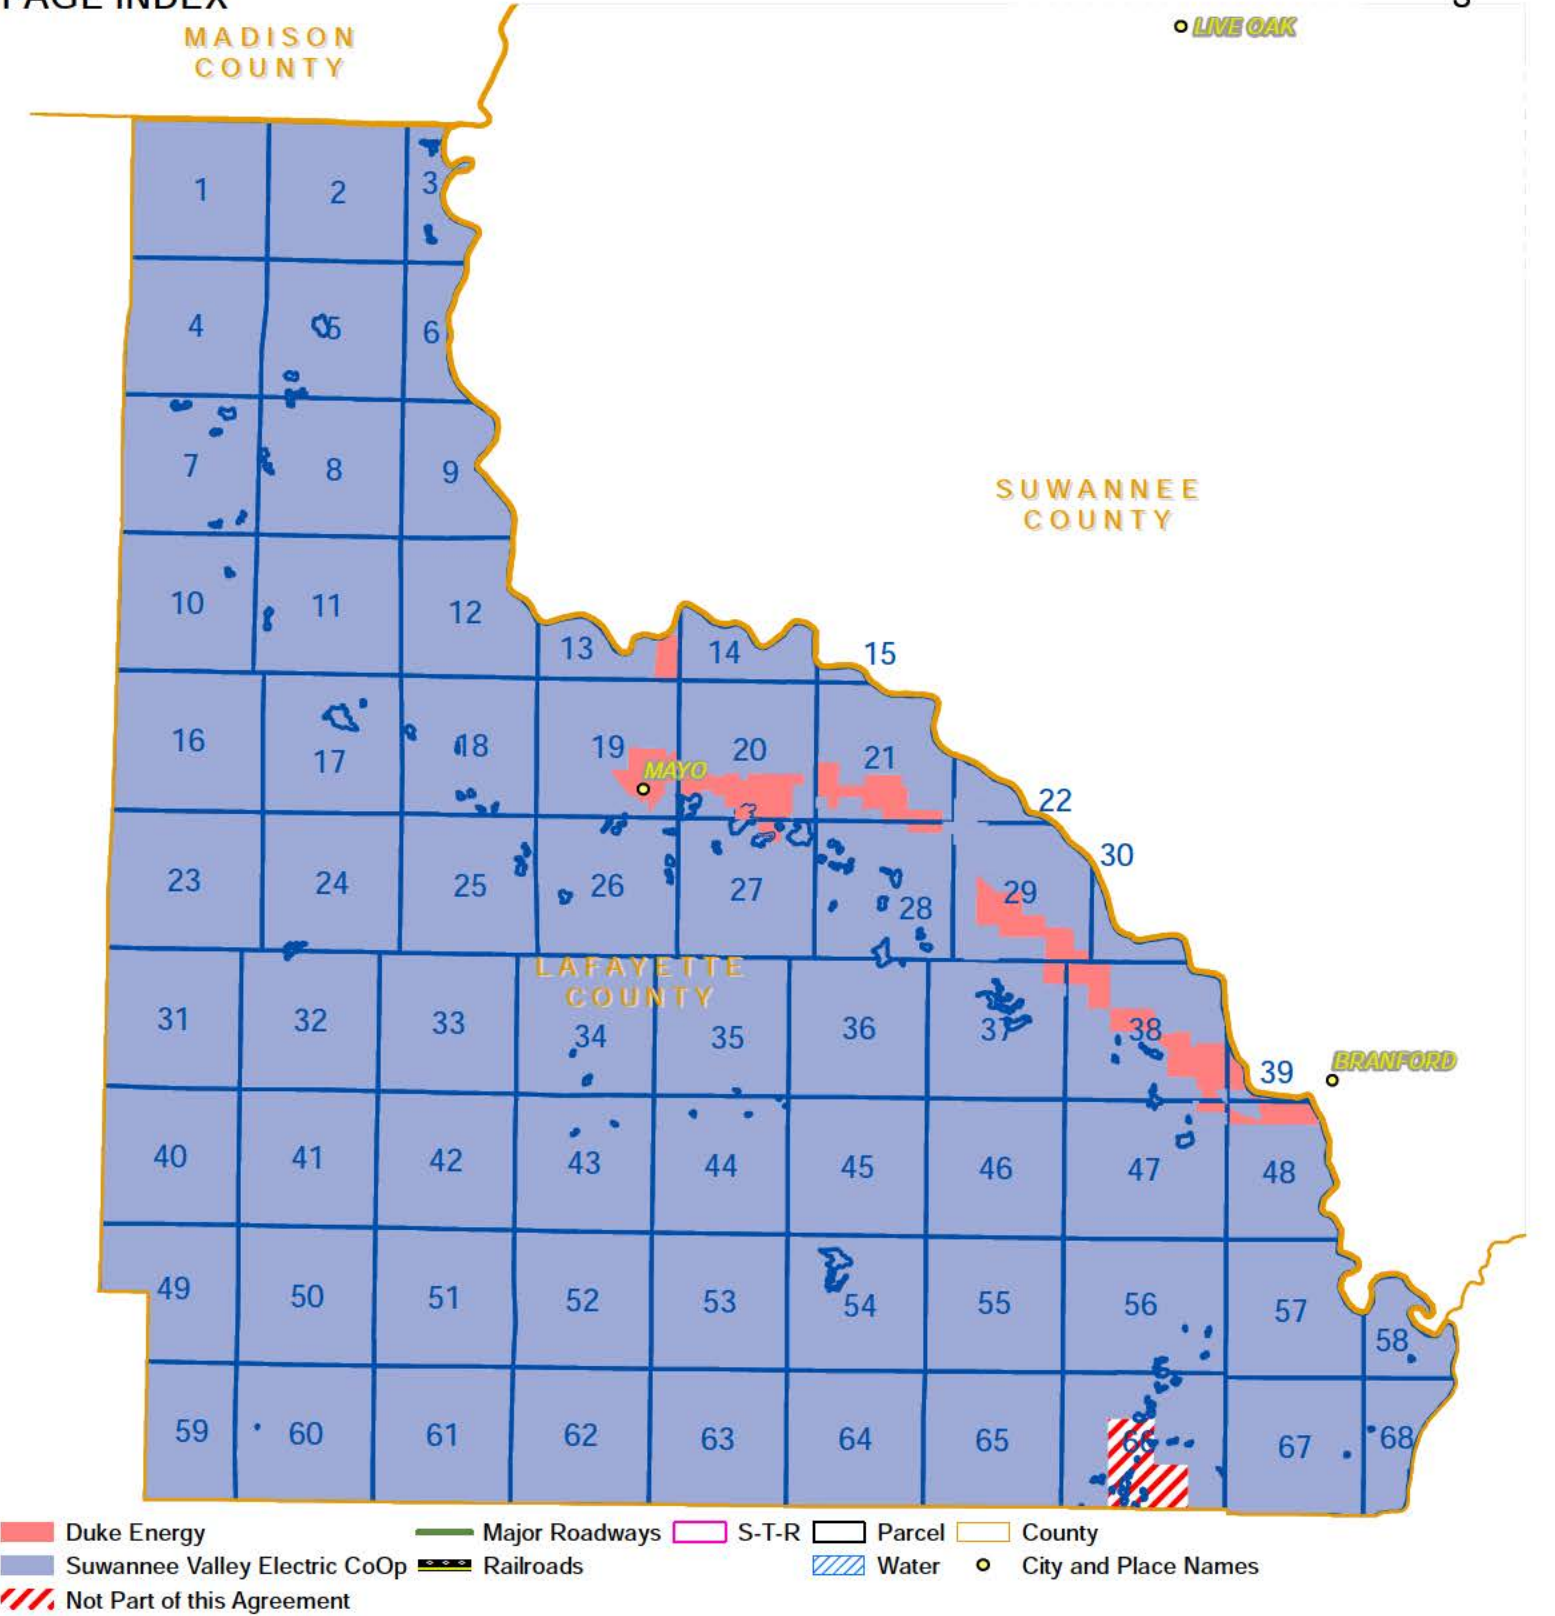 PAGE INDEX
LIVE OAK
MADISON
COUNTY
1 2 3
4 5 6
SUWANNEE
COUNTY
7 8 9
10 11 12
13 14 15
16 17 18 19 20 21
MAYO
22
23 24 25 26 27 28 29 30
LAFAYETTE
COUNTY
31 32 33 34 35 36 37 38 39
BRANFORD
40 41 42 43 44 45 46 47 48
49 50 51 52 53 54 55 56 57 58
59 60 61 62 63 64 65 66 67 68
Duke Energy Major Roadways S-T-R Parcel County
Suwannee Valley Electric CoOp Railroads Water City and Place Names
Not Part of this Agreement